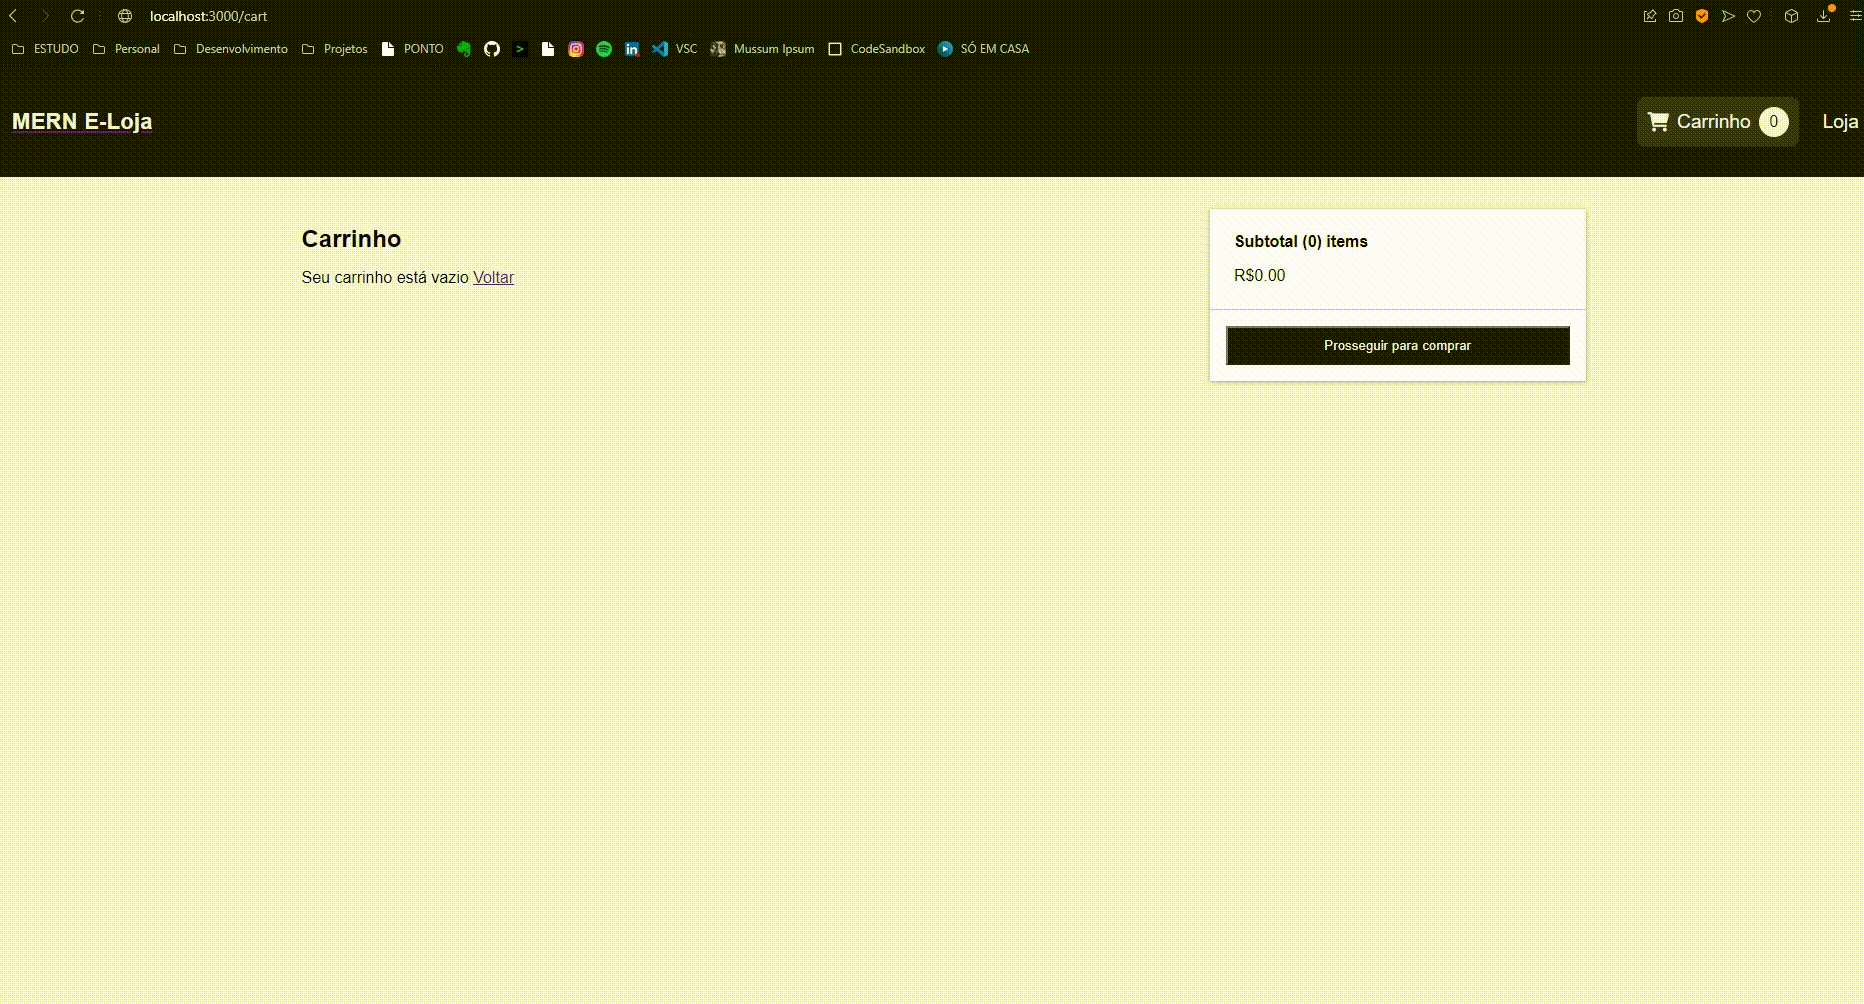 localhost:3000/cart
ESTUDO Personal Desenvolvimento Projetos PONTO VSC Mussum Ipsum CodeSandbox SÓ EM CASA
MERN E-Loja
Carrinho 0 Loja
Carrinho
Seu carrinho está vazio Voltar
Subtotal (0) items
R$0.00
Prosseguir para comprar